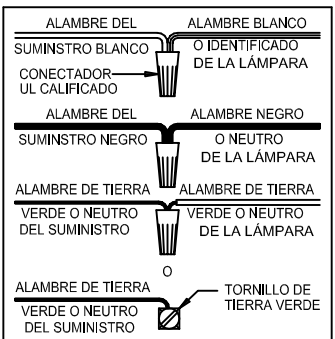 ALAMBRE DEL ALAMBRE BLANCO
SUMINSTRO BLANCO O IDENTIFICADO
DE LA LÁMPARA
CONECTADOR
UL CALIFICADO
ALAMBRE DEL ALAMBRE NEGRO
SUMINSTRO NEGRO O NEUTRO
DE LA LÁMPARA
ALAMBRE DE TIERRA ALAMBRE DE TIERRA
VERDE O NEUTRO VERDE O NEUTRO
DEL SUMINISTRO DE LA LÁMPARA
O
ALAMBRE DE TIERRA TORNILLO DE
VERDE O NEUTRO TIERRA VERDE
DEL SUMINISTRO